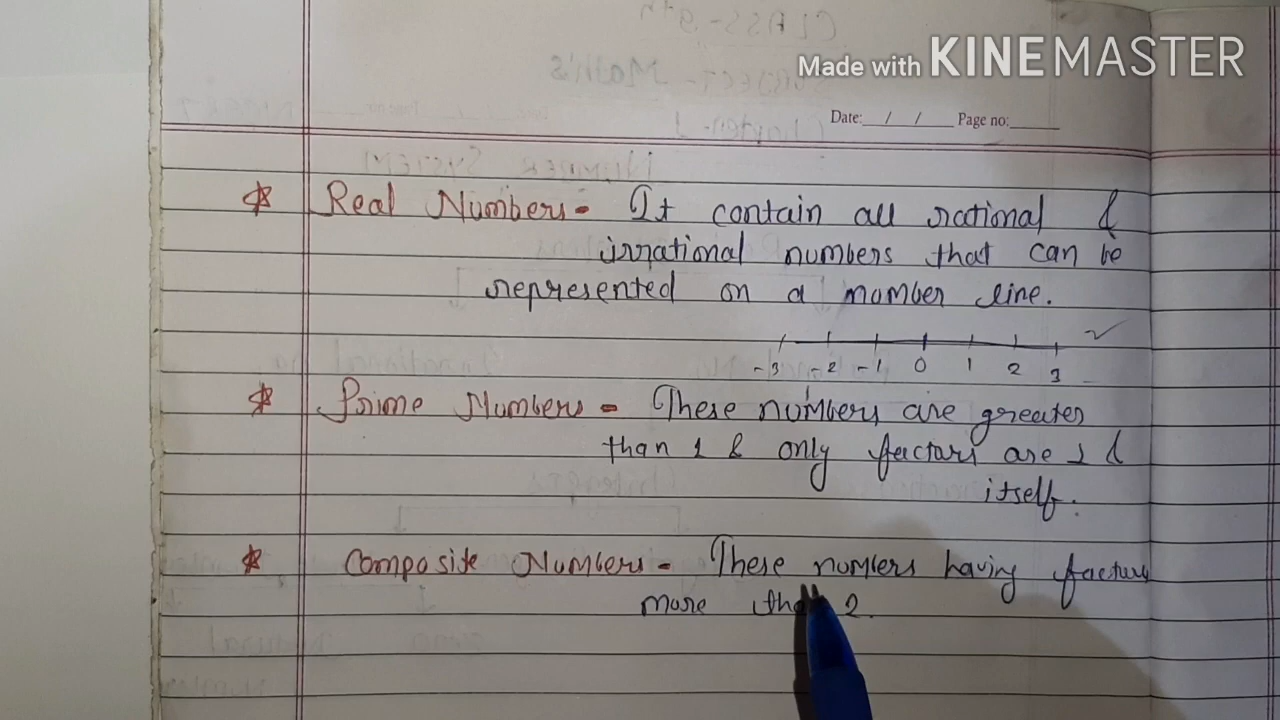 Made with KINEMASTER
Date: / / Page no:
Real Numbers - It contain all rational &
irrational numbers that can be
represented on a number line.
-3 -2 -1 0 1 2 3
Prime Numbers - These numbers are greater
than 1 & only factors are 1 &
itself.
Composite Numbers - These numbers having factors
more than 2.